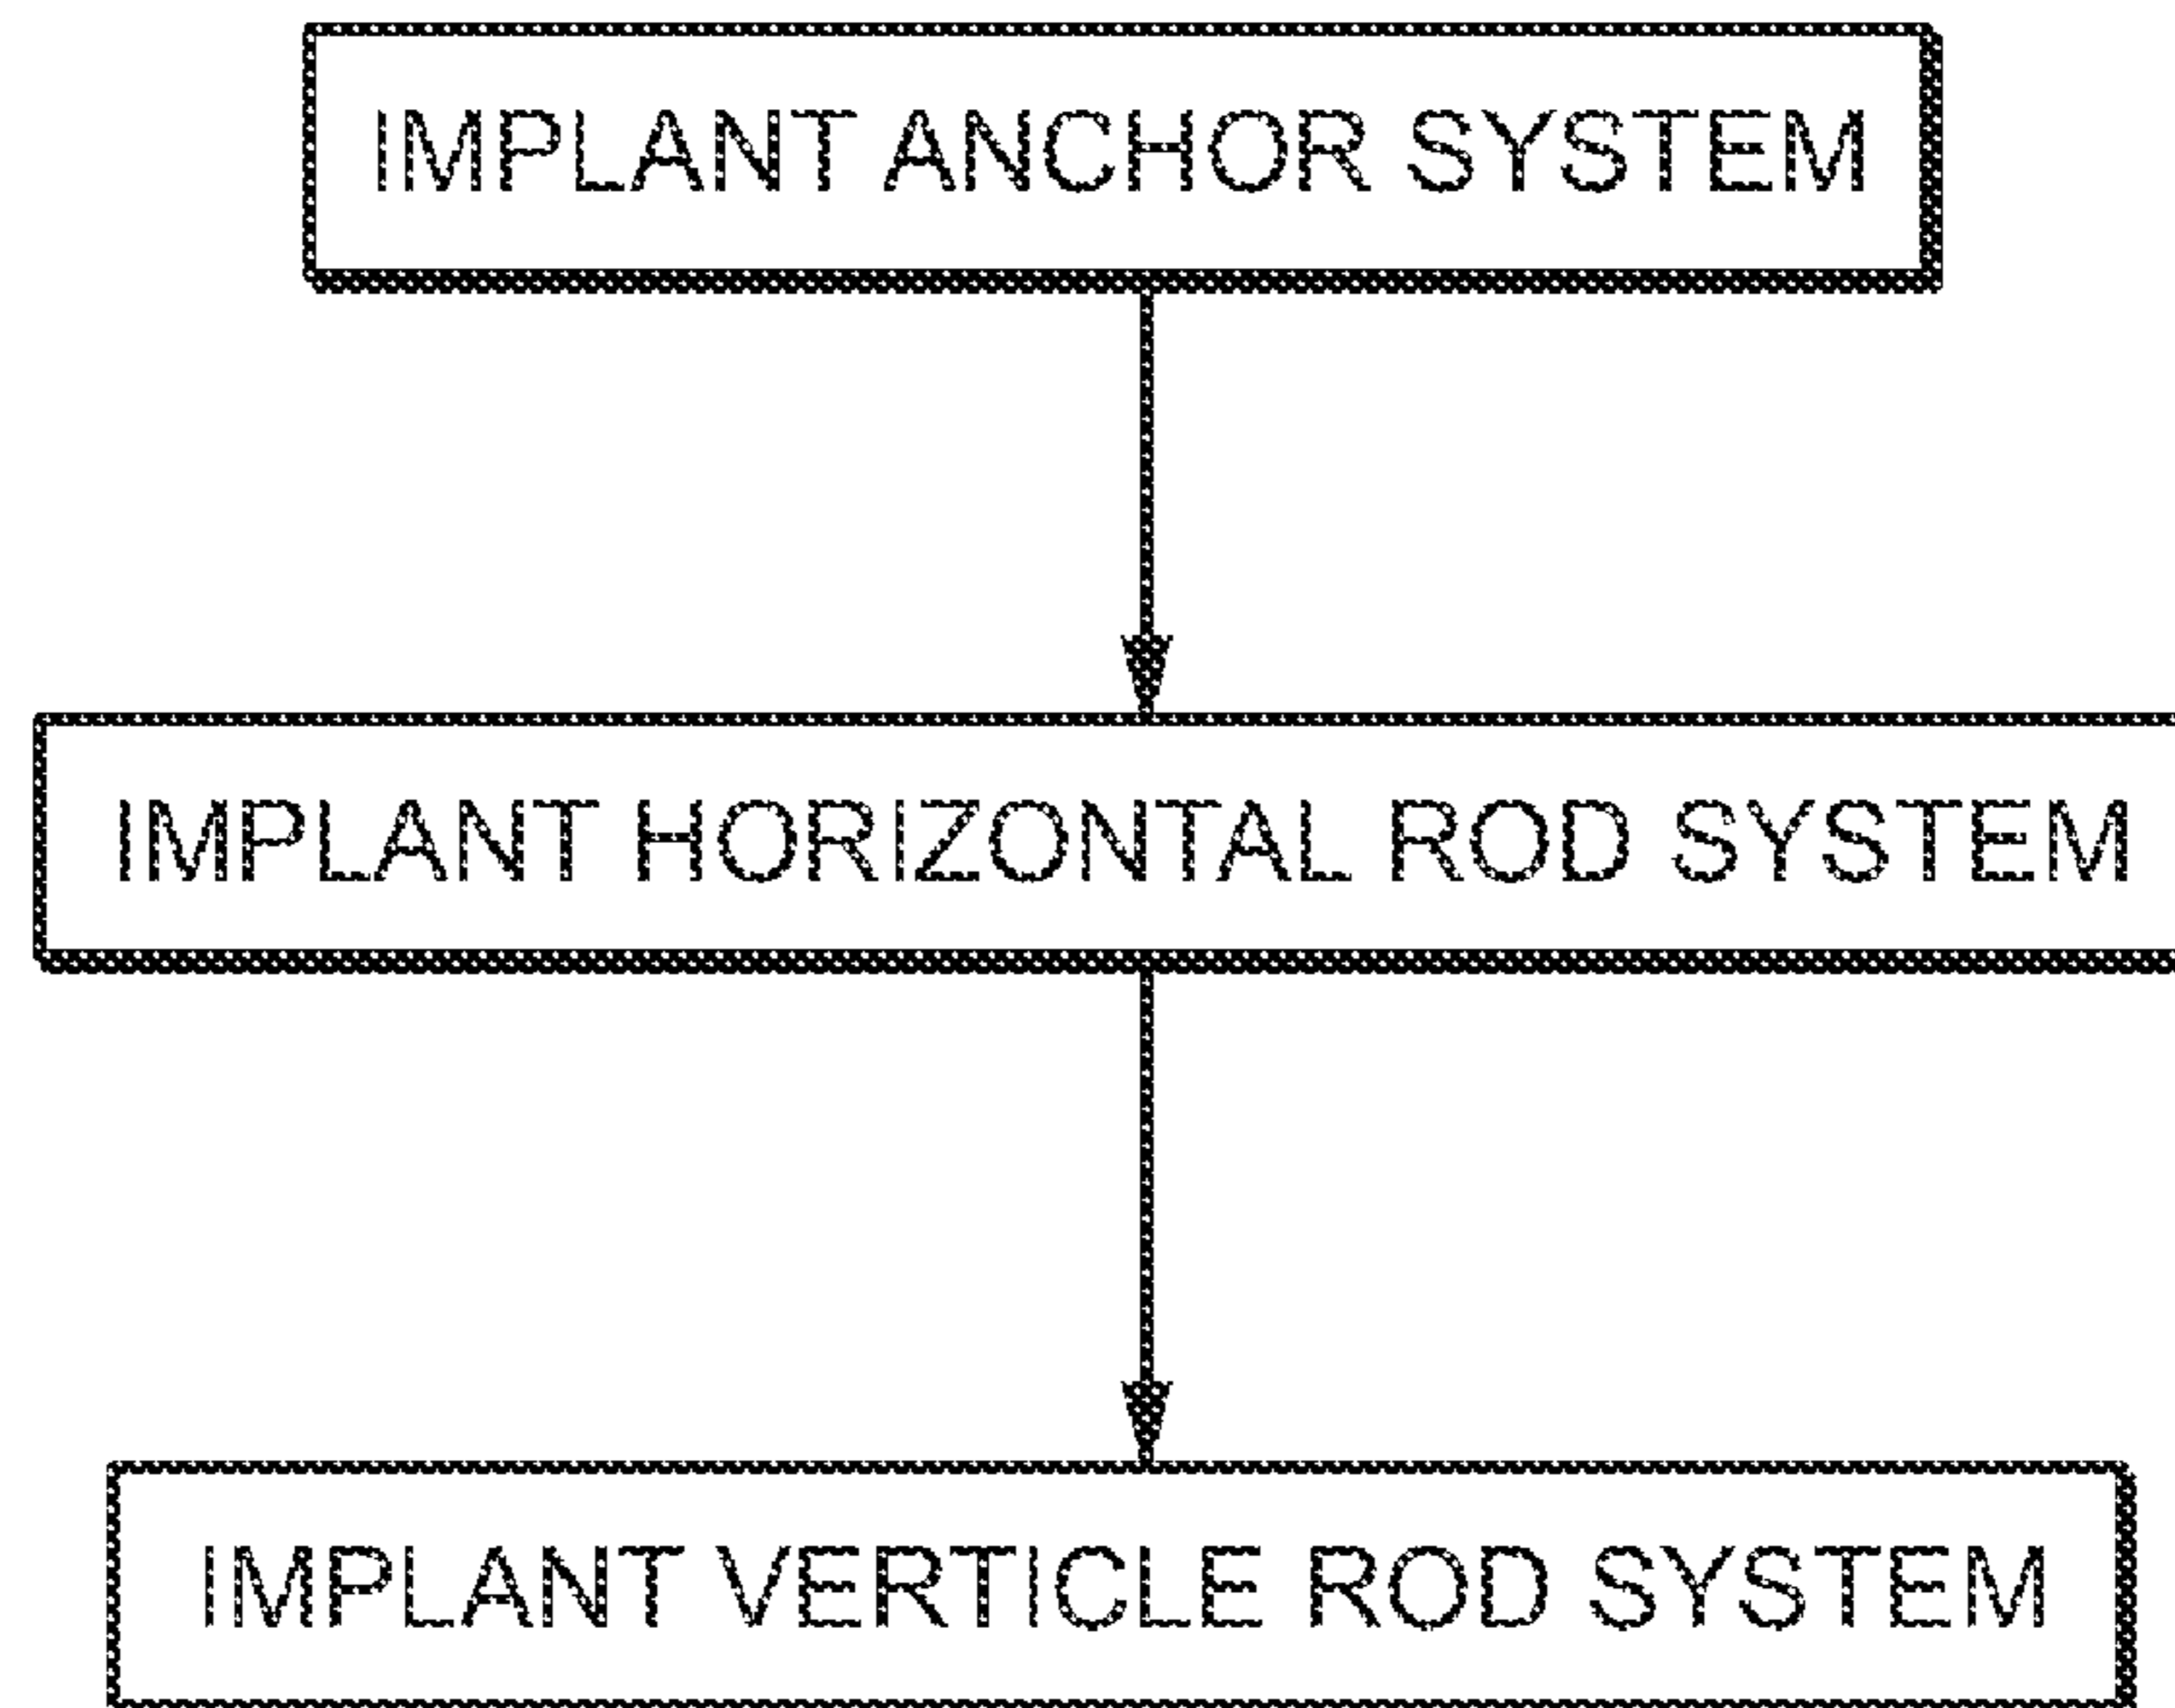 IMPLANT ANCHOR SYSTEM
IMPLANT HORIZONTAL ROD SYSTEM
IMPLANT VERTICLE ROD SYSTEM